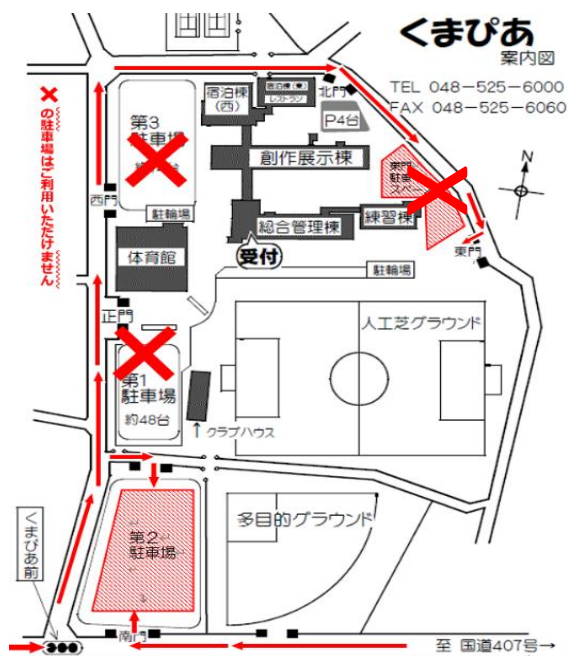 くまぴあ
案内図
TEL 048-525-6000
FAX 048-525-6060
✕の駐車場はご利用いただけません
第3
駐車場
宿泊棟
(西)
宿泊棟(東)
レストラン
北門
P4台
創作展示棟
東門
駐車
スペー
N
西門
駐輪場
総合管理棟
練習棟
受付
東門
体育館
駐輪場
正門
人工芝グラウンド
第1
駐車場
約48台
↑
クラブハウス
第2
駐車場
多目的グラウンド
くまぴあ前
南門
至 国道407号→